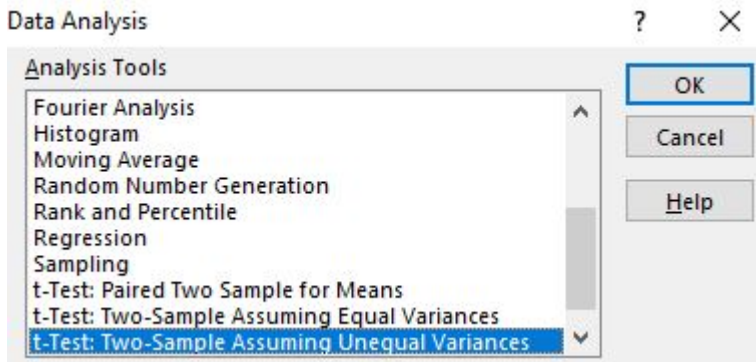 Data Analysis ? ×
Analysis Tools
Fourier Analysis
Histogram
Moving Average
Random Number Generation
Rank and Percentile
Regression
Sampling
t-Test: Paired Two Sample for Means
t-Test: Two-Sample Assuming Equal Variances
t-Test: Two-Sample Assuming Unequal Variances
OK
Cancel
Help